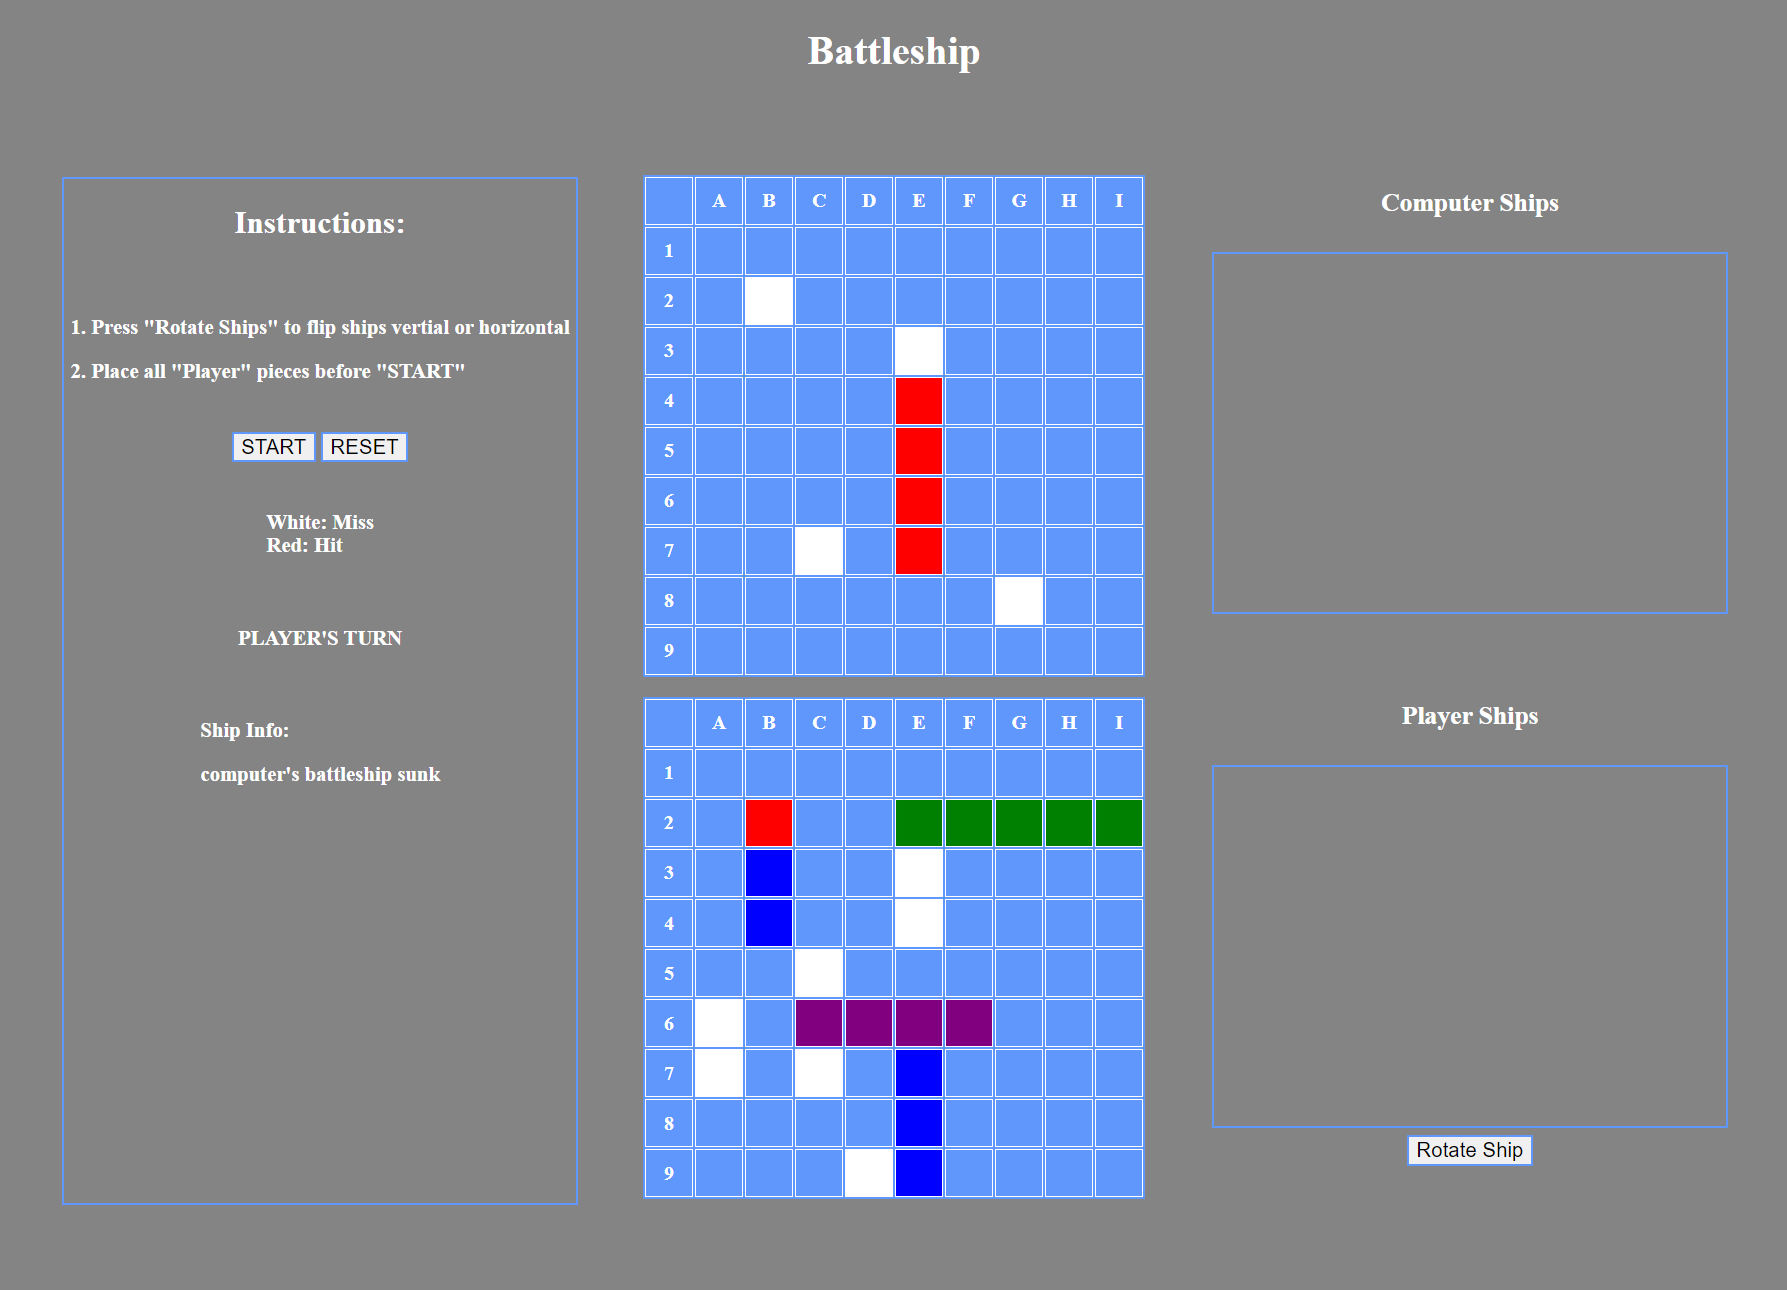 Battleship
Instructions:
1. Press "Rotate Ships" to flip ships vertial or horizontal
2. Place all "Player" pieces before "START"
START RESET
White: Miss
Red: Hit
PLAYER'S TURN
Ship Info:
computer's battleship sunk
A B C D E F G H I
1
2
3
4
5
6
7
8
9
A B C D E F G H I
1
2
3
4
5
6
7
8
9
Computer Ships
Player Ships
Rotate Ship